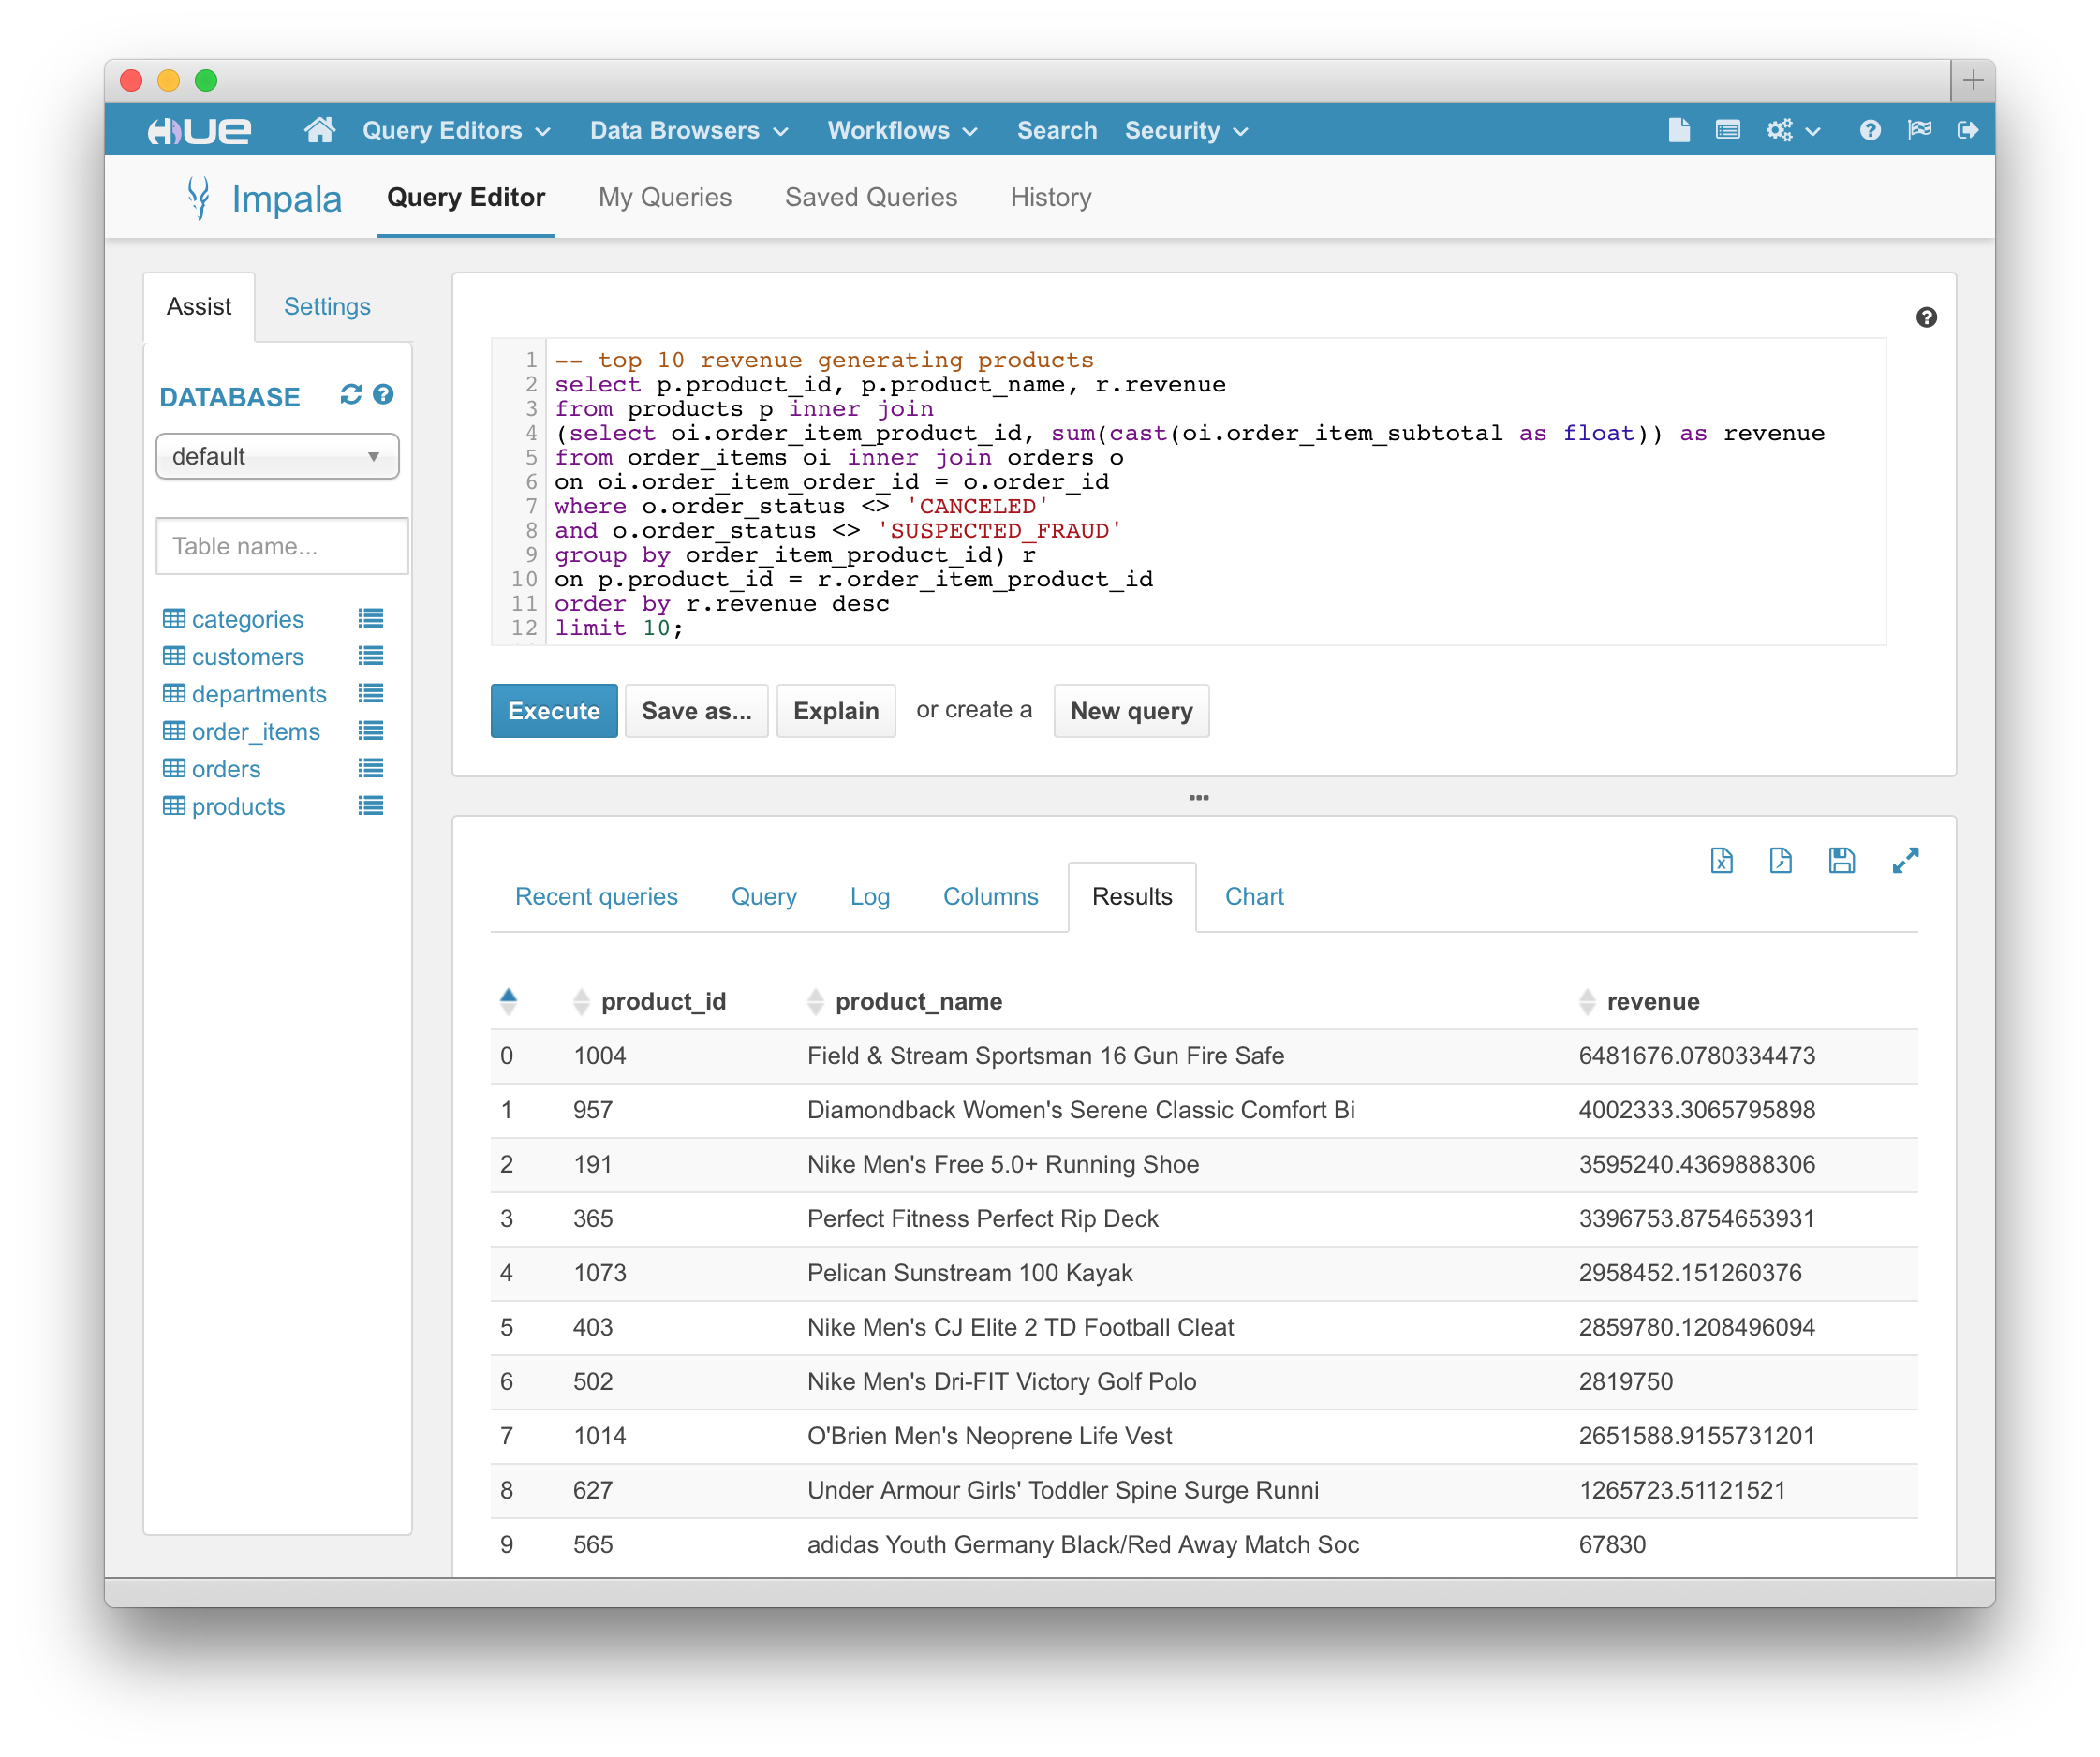 HUE Query Editors Data Browsers Workflows Search Security
Impala Query Editor My Queries Saved Queries History
Assist Settings
DATABASE
default
Table name...
categories
customers
departments
order_items
orders
products
1 -- top 10 revenue generating products
2 select p.product_id, p.product_name, r.revenue
3 from products p inner join
4 (select oi.order_item_product_id, sum(cast(oi.order_item_subtotal as float)) as revenue
5 from order_items oi inner join orders o
6 on oi.order_item_order_id = o.order_id
7 where o.order_status <> 'CANCELED'
8 and o.order_status <> 'SUSPECTED_FRAUD'
9 group by order_item_product_id) r
10 on p.product_id = r.order_item_product_id
11 order by r.revenue desc
12 limit 10;
Execute Save as... Explain or create a New query
Recent queries Query Log Columns Results Chart
product_id product_name revenue
0 1004 Field & Stream Sportsman 16 Gun Fire Safe 6481676.0780334473
1 957 Diamondback Women's Serene Classic Comfort Bi 4002333.3065795898
2 191 Nike Men's Free 5.0+ Running Shoe 3595240.4369888306
3 365 Perfect Fitness Perfect Rip Deck 3396753.8754653931
4 1073 Pelican Sunstream 100 Kayak 2958452.151260376
5 403 Nike Men's CJ Elite 2 TD Football Cleat 2859780.1208496094
6 502 Nike Men's Dri-FIT Victory Golf Polo 2819750
7 1014 O'Brien Men's Neoprene Life Vest 2651588.9155731201
8 627 Under Armour Girls' Toddler Spine Surge Runni 1265723.51121521
9 565 adidas Youth Germany Black/Red Away Match Soc 67830